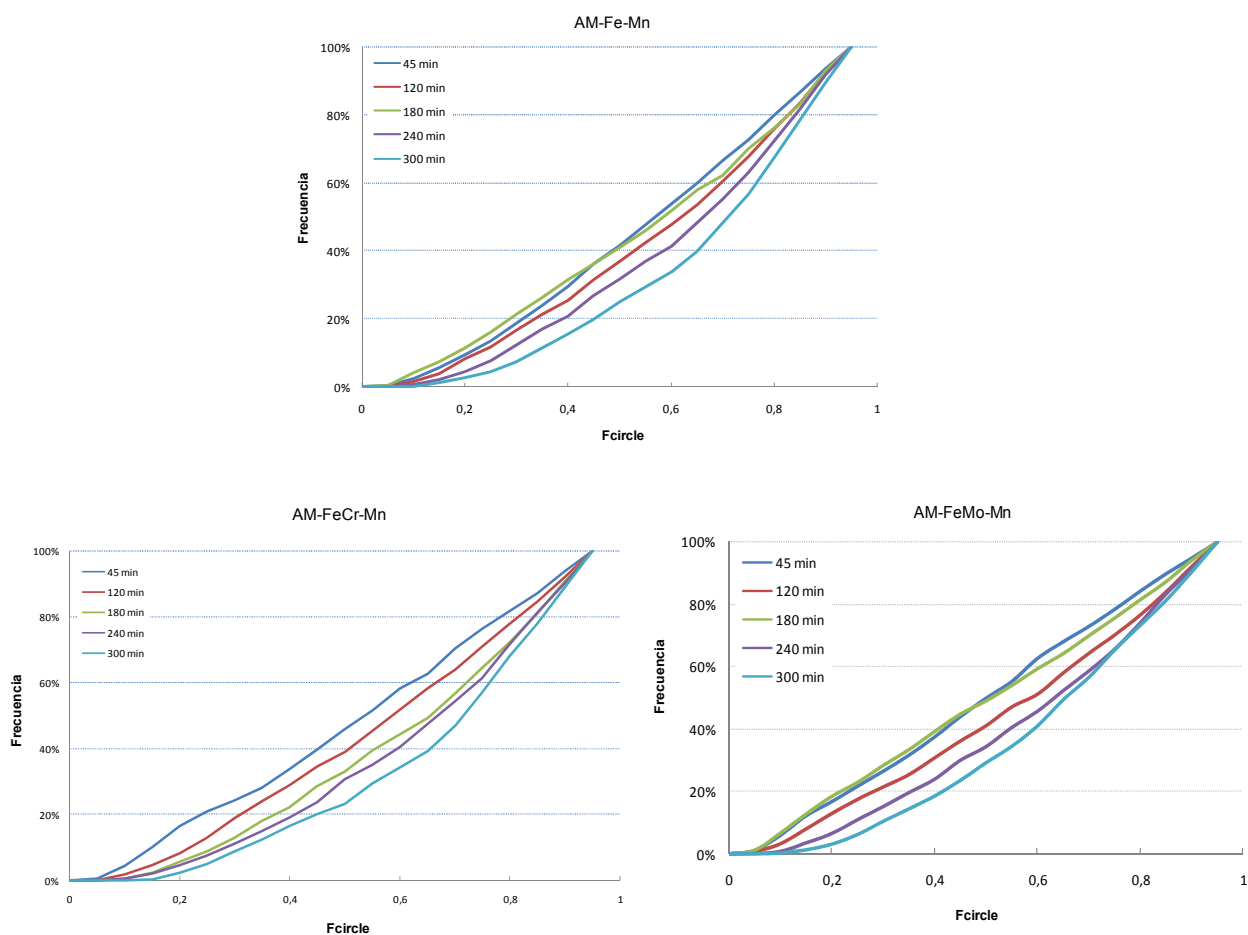 AM-Fe-Mn
100%
80%
60%
40%
20%
0%
45 min
120 min
180 min
240 min
300 min
Frecuencia
0
0,2
0,4
0,6
0,8
1
Fcircle
AM-FeCr-Mn
100%
80%
60%
40%
20%
0%
45 min
120 min
180 min
240 min
300 min
Frecuencia
0
0,2
0,4
0,6
0,8
1
Fcircle
AM-FeMo-Mn
100%
80%
60%
40%
20%
0%
45 min
120 min
180 min
240 min
300 min
Frecuencia
0
0,2
0,4
0,6
0,8
1
Fcircle